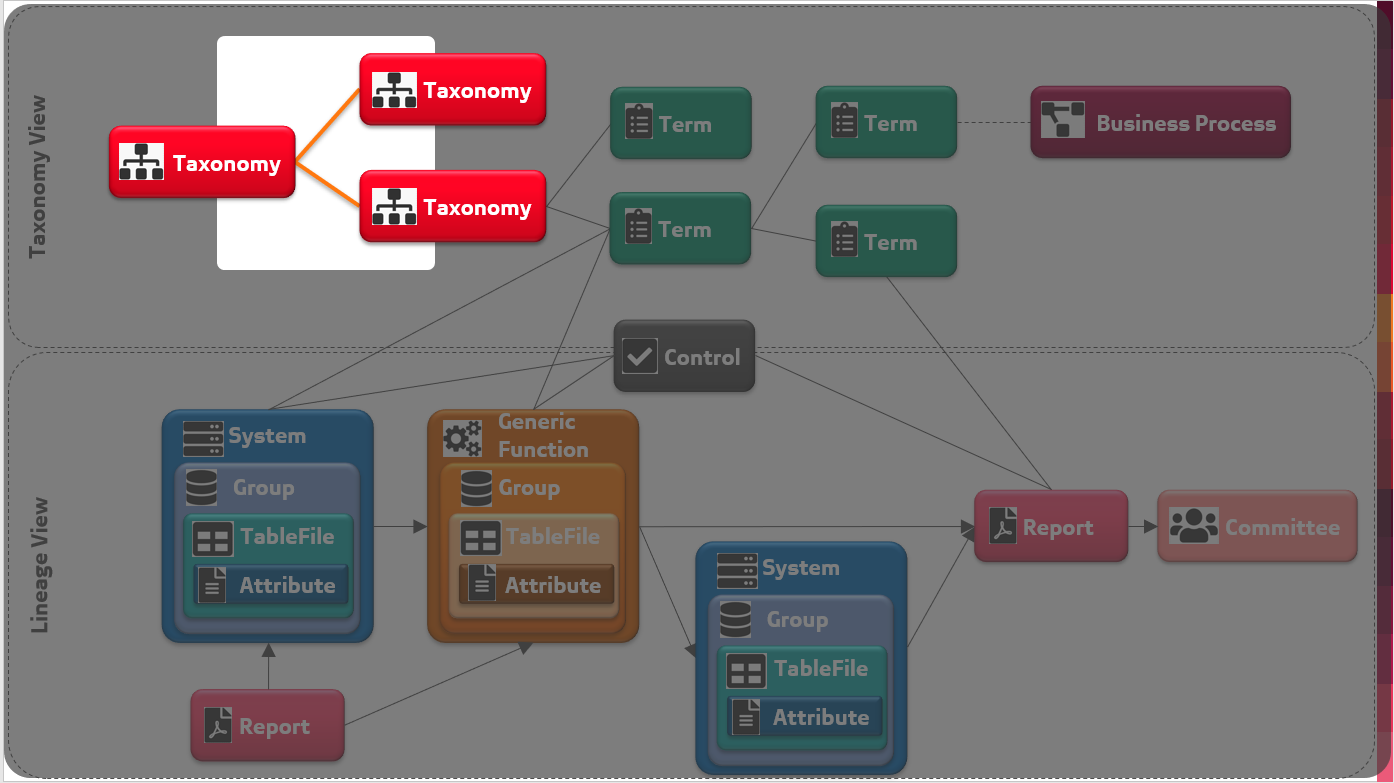 Taxonomy View
Taxonomy
Taxonomy
Taxonomy
Term
Term
Term
Term
Business Process
Control
Lineage View
System
Group
TableFile
Attribute
Generic
Function
Group
TableFile
Attribute
System
Group
TableFile
Attribute
Report
Committee
Report